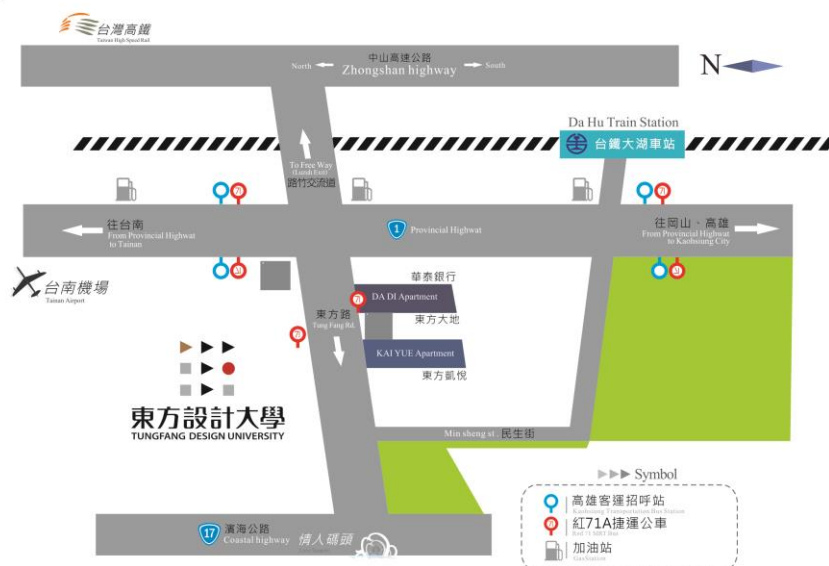 台灣高鐵
Taiwan High Speed Rail
中山高速公路
North Zhongshan highway South
N
Da Hu Train Station
台鐵大湖車站
To Free Way
路竹交流道
往台南
From Provincial Highwat
to Tainan
1 Provincial Highwat
往岡山、高雄
From Provincial Highwat
to Kaohsiung City
台南機場
Tainan Airport
華泰銀行
DA DI Apartment
東方大地
東方路
Tung Fang Rd.
KAI YUE Apartment
東方凱悅
東方設計大學
TUNGFANG DESIGN UNIVERSITY
Min sheng st. 民生街
Symbol
高雄客運招呼站
Kaohsiung Transportation Bus Station
紅71A捷運公車
加油站
Gas Station
17 濱海公路
Coastal highway
情人碼頭